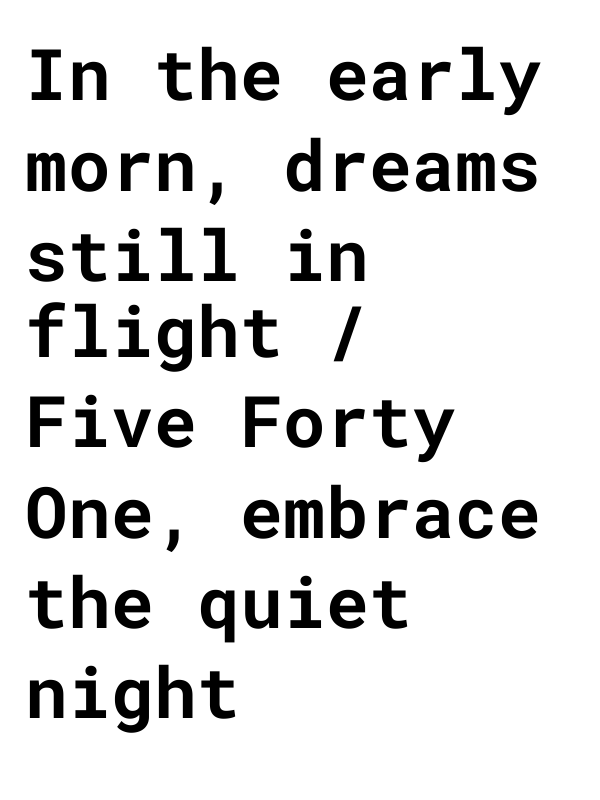 In the early
morn, dreams
still in
flight /
Five Forty
One, embrace
the quiet
night